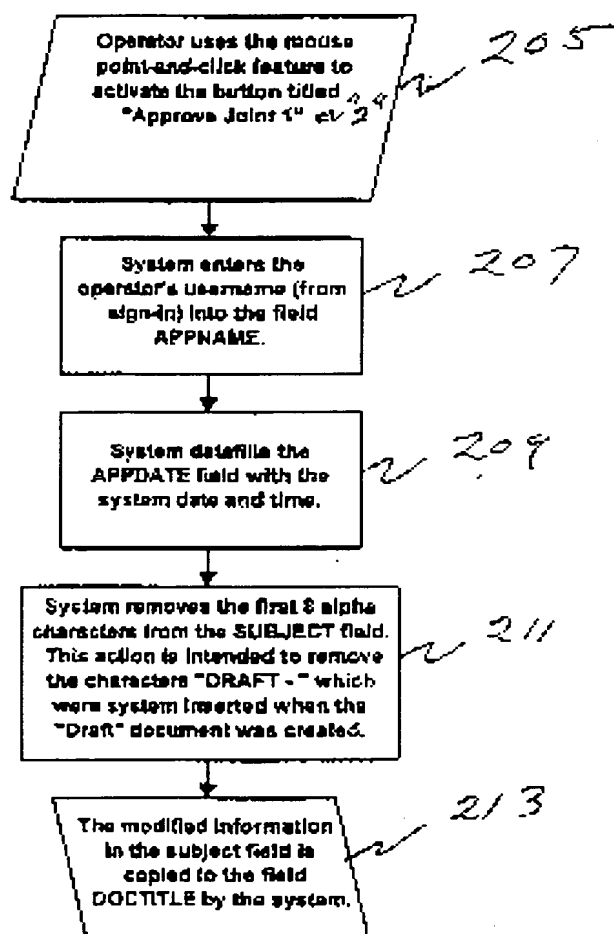 Operator uses the mouse
point-and-click feature to
activate the button titled
"Approve Joint 1"
205
System enters the
operator's username (from
sign-in) into the field
APPNAME.
207
System datafills the
APPDATE field with the
system date and time.
209
System removes the first 8 alpha
characters from the SUBJECT field.
This action is intended to remove
the characters "DRAFT - " which
were system inserted when the
"Draft" document was created.
211
The modified information
in the subject field is
copied to the field
DOCTITLE by the system.
213